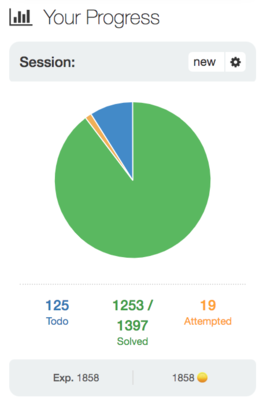 Your Progress
Session: new
125 1253 / 19
Todo 1397 Attempted
Solved
Exp. 1858 1858